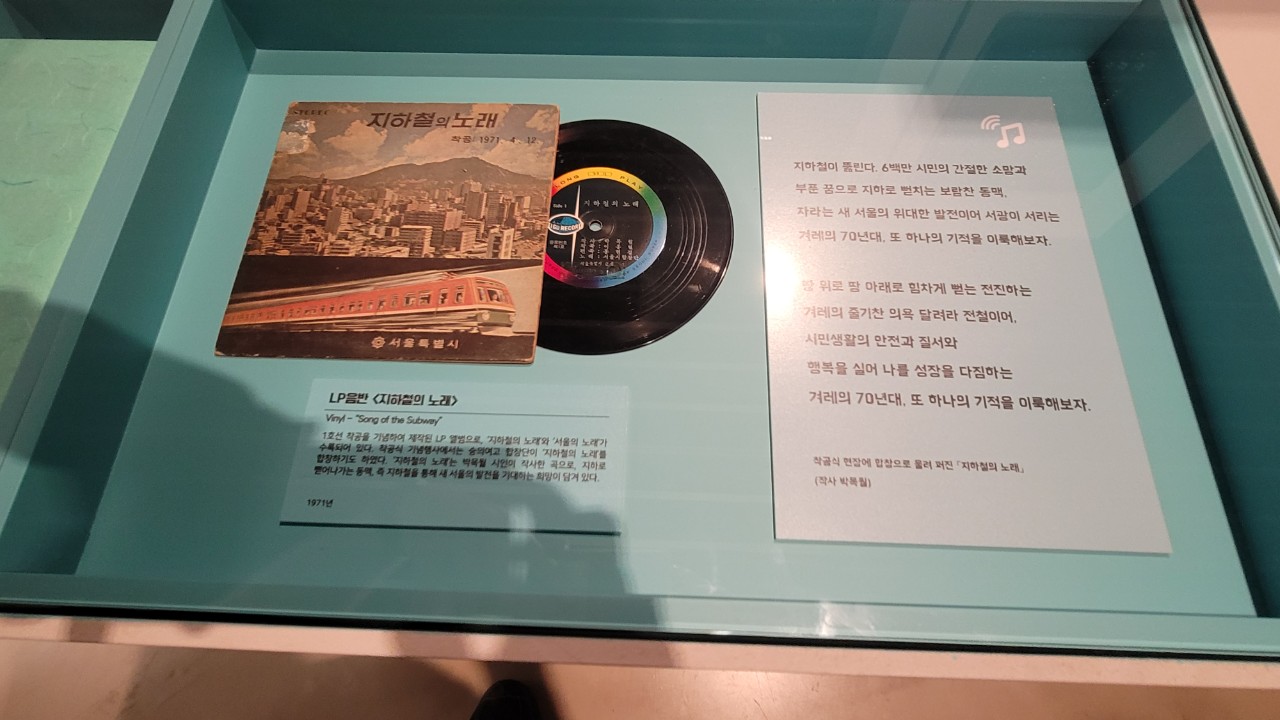 STEREO
지하철의 노래
착공 1971. 4. 12
서울특별시
LONG PLAY
Side 1
지하철의 노래
LP음반 <지하철의 노래>
Vinyl - "Song of the Subway"
1호선 착공을 기념하여 제작된 LP 앨범으로, '지하철의 노래'와 '서울의 노래'가
수록되어 있다. 착공식 기념행사에서는 숭의여고 합창단이 '지하철의 노래'를
합창하기도 하였다. '지하철의 노래'는 박목월 시인이 작사한 곡으로, 지하로
뻗어나가는 동맥, 즉 지하철을 통해 새 서울의 발전을 기대하는 희망이 담겨 있다.
1971년
지하철이 뚫린다. 6백만 시민의 간절한 소망과
부푼 꿈으로 지하로 뻗치는 보람찬 동맥,
자라는 새 서울의 위대한 발전이어 서광이 서리는
겨레의 70년대, 또 하나의 기적을 이룩해보자.
땅 위로 땅 아래로 힘차게 뻗는 전진하는
겨레의 줄기찬 의욕 달려라 전철이어,
시민생활의 안전과 질서와
행복을 실어 나를 성장을 다짐하는
겨레의 70년대, 또 하나의 기적을 이룩해보자.
착공식 현장에 합창으로 울려 퍼진 「지하철의 노래」
(작사 박목월)